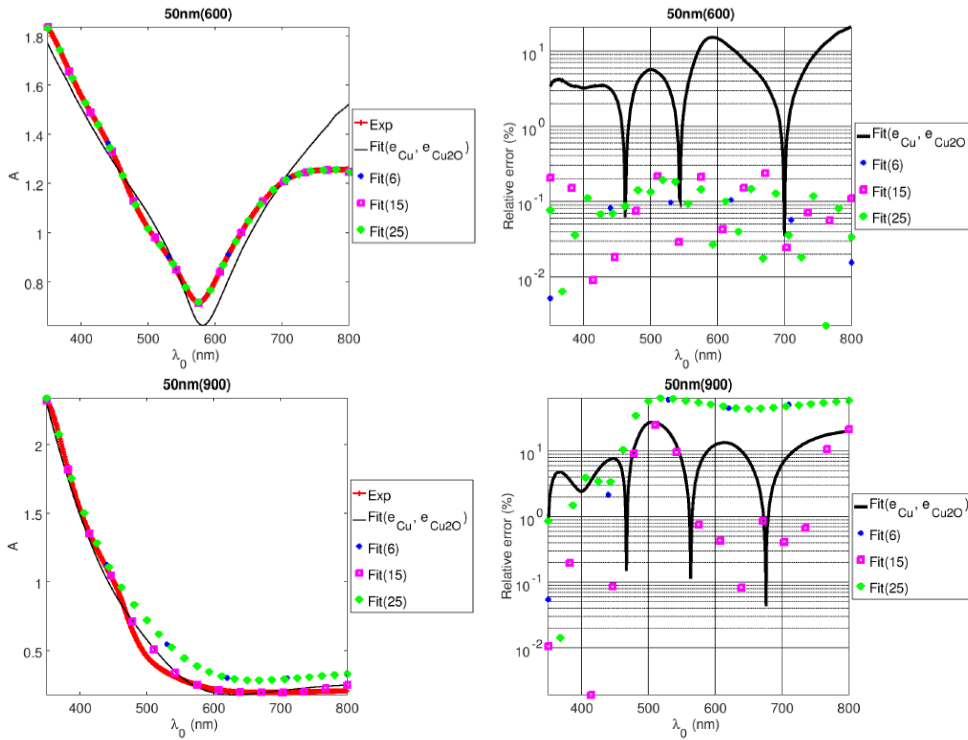 50nm(600)
1.8
1.6
1.4
1.2
1
0.8
A
400 500 600 700 800
λ0 (nm)
Exp
Fit(eCu, eCu2O)
Fit(6)
Fit(15)
Fit(25)
50nm(600)
10^1
10^0
10^-1
10^-2
Relative error (%)
400 500 600 700 800
λ0 (nm)
Fit(eCu, eCu2O
Fit(6)
Fit(15)
Fit(25)
50nm(900)
2
1.5
1
0.5
A
400 500 600 700 800
λ0 (nm)
Exp
Fit(eCu, eCu2O)
Fit(6)
Fit(15)
Fit(25)
50nm(900)
10^1
10^0
10^-1
10^-2
Relative error (%)
400 500 600 700 800
λ0 (nm)
Fit(eCu, eCu2O
Fit(6)
Fit(15)
Fit(25)